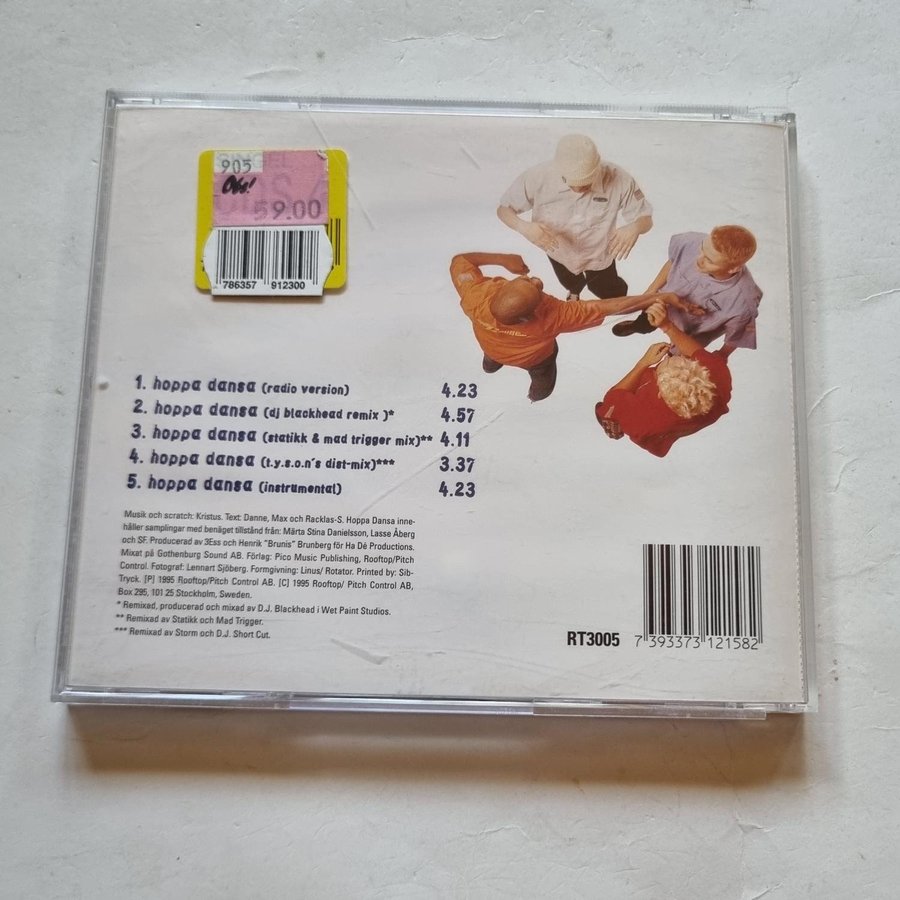 SINGEL
905
Obs!
59.00
786357 912300
1. hoppa dansa (radio version) 4.23
2. hoppa dansa (dj blackhead remix )* 4.57
3. hoppa dansa (statikk & mad trigger mix)** 4.11
4. hoppa dansa (t.y.s.o.n´s dist-mix)*** 3.37
5. hoppa dansa (instrumental) 4.23
Musik och scratch: Kristus. Text: Danne, Max och Racklas-S. Hoppa Dansa inne-
håller samplingar med benäget tillstånd från: Märta Stina Danielsson, Lasse Åberg
och SF. Producerad av 3Ess och Henrik "Brunis" Brunberg för Ha Dé Productions.
Mixat på Gothenburg Sound AB. Förlag: Pico Music Publishing, Rooftop/Pitch
Control. Fotograf: Lennart Sjöberg. Formgivning: Linus/ Rotator. Printed by: Sib-
Tryck. [P] 1995 Rooftop/Pitch Control AB. [C] 1995 Rooftop/ Pitch Control AB,
Box 295, 101 25 Stockholm, Sweden.
* Remixad, producerad och mixad av D.J. Blackhead i Wet Paint Studios.
** Remixad av Statikk och Mad Trigger.
*** Remixad av Storm och D.J. Short Cut.
RT3005 7 393373 121582